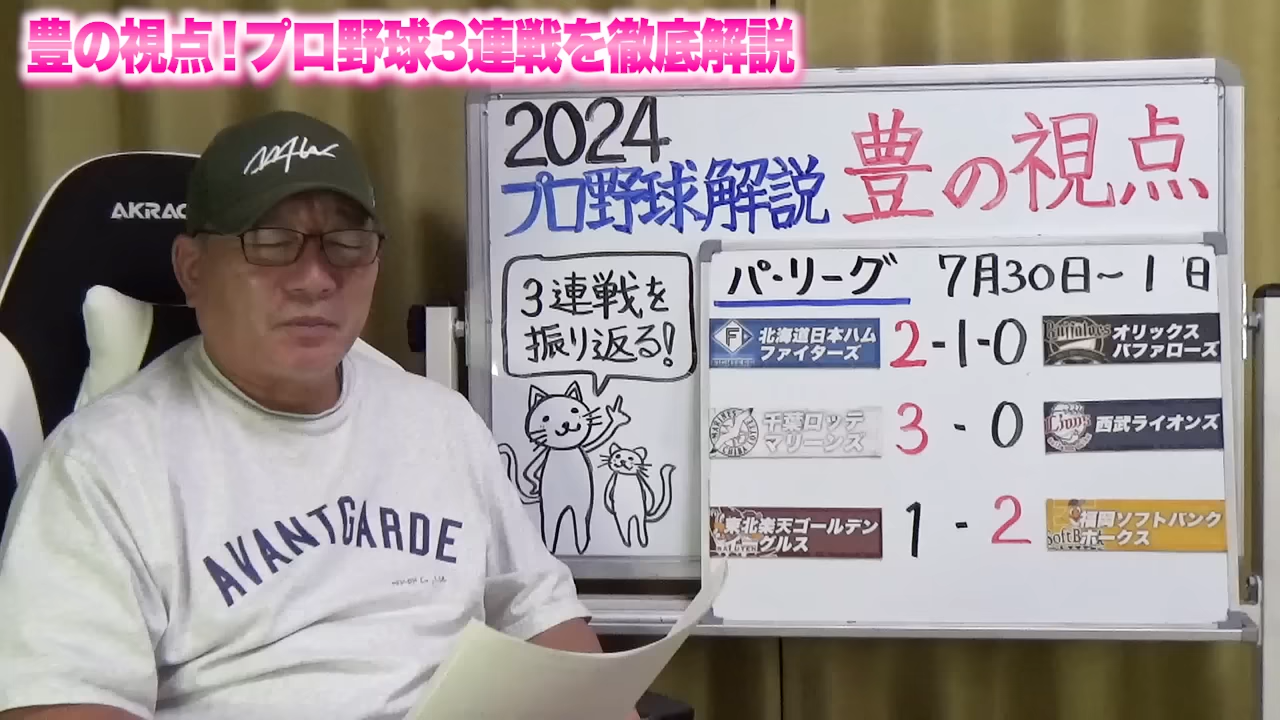 豊の視点!プロ野球3連戦を徹底解説
AKRAC
AVANTGARDE
2024
プロ野球解説 豊の視点
3連戦を
振り返る!
パ・リーグ 7月30日~1日
北海道日本ハム
ファイターズ
2-1-0
Buffaloes
オリックス
バファローズ
千葉ロッテ
マリーンズ
3-0
Lions
西武ライオンズ
東北楽天ゴールデン
ーグルス
1-2
福岡ソフトバンク
ホークス